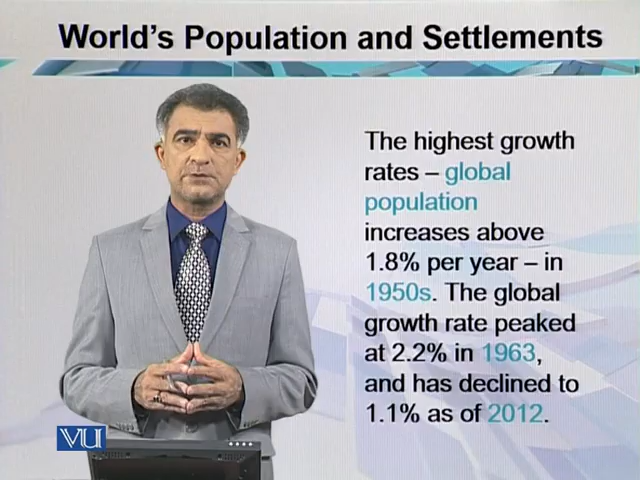 World's Population and Settlements
The highest growth
rates – global
population
increases above
1.8% per year – in
1950s. The global
growth rate peaked
at 2.2% in 1963,
and has declined to
1.1% as of 2012.
VU